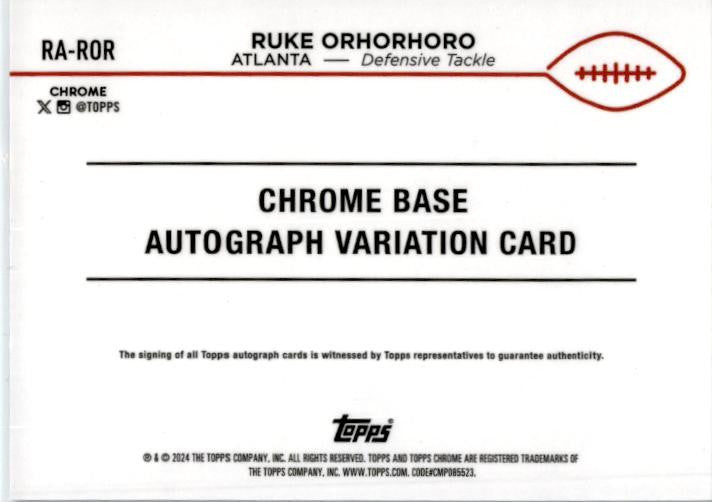 RA-ROR
RUKE ORHORHORO
ATLANTA — Defensive Tackle
CHROME
@TOPPS
CHROME BASE
AUTOGRAPH VARIATION CARD
The signing of all Topps autograph cards is witnessed by Topps representatives to guarantee authenticity.
Topps®
® & © 2024 THE TOPPS COMPANY, INC. ALL RIGHTS RESERVED. TOPPS AND TOPPS CHROME ARE REGISTERED TRADEMARKS OF
THE TOPPS COMPANY, INC. WWW.TOPPS.COM. CODE#CMP085523.